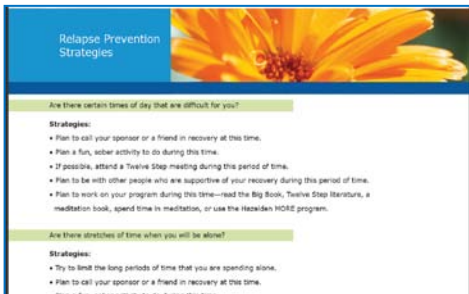 Relapse Prevention
Strategies
Are there certain times of day that are difficult for you?
Strategies:
• Plan to call your sponsor or a friend in recovery at this time.
• Plan a fun, sober activity to do during this time.
• If possible, attend a Twelve Step meeting during this period of time.
• Plan to be with other people who are supportive of your recovery during this period of time.
• Plan to work on your program during this time—read the Big Book, Twelve Step literature, a
meditation book, spend time in meditation, or use the Hazelden MORE program.
Are there stretches of time when you will be alone?
Strategies:
• Try to limit the long periods of time that you are spending alone.
• Plan to call your sponsor or a friend in recovery at this time.